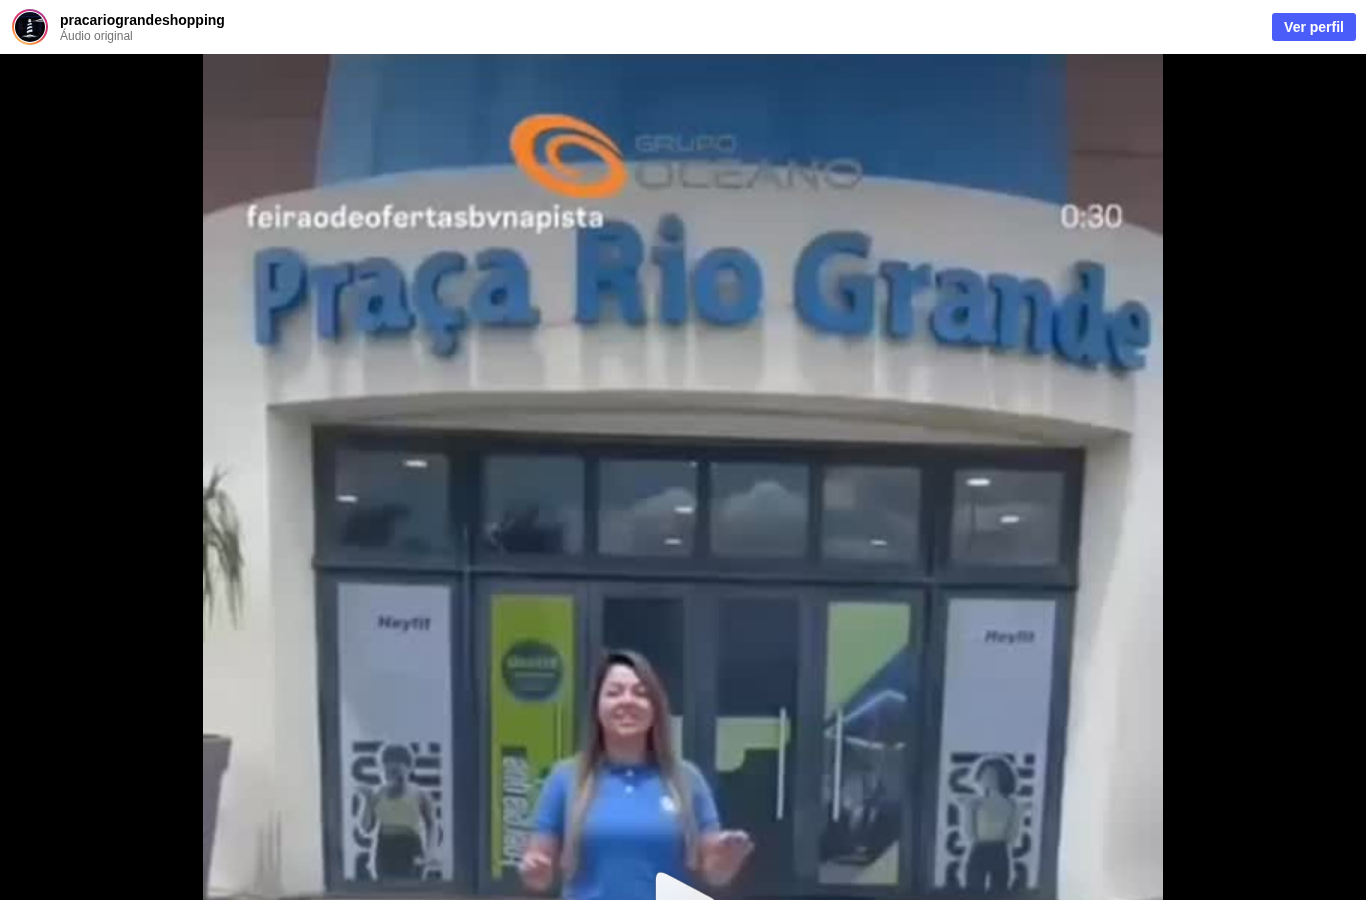 pracariograndeshopping
Áudio original
Ver perfil
GRUPO
OCEANO
feiraodeofertasbvnapista
0:30
Praça Rio Grande
Heyfit
Heyfit